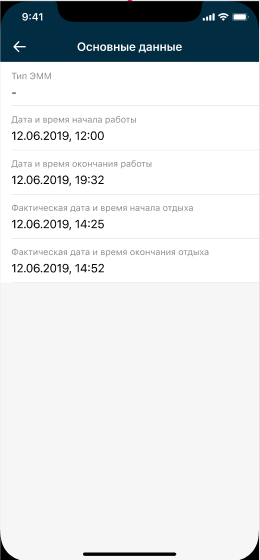 9:41
Основные данные
Тип ЭММ
-
Дата и время начала работы
12.06.2019, 12:00
Дата и время окончания работы
12.06.2019, 19:32
Фактическая дата и время начала отдыха
12.06.2019, 14:25
Фактическая дата и время окончания отдыха
12.06.2019, 14:52